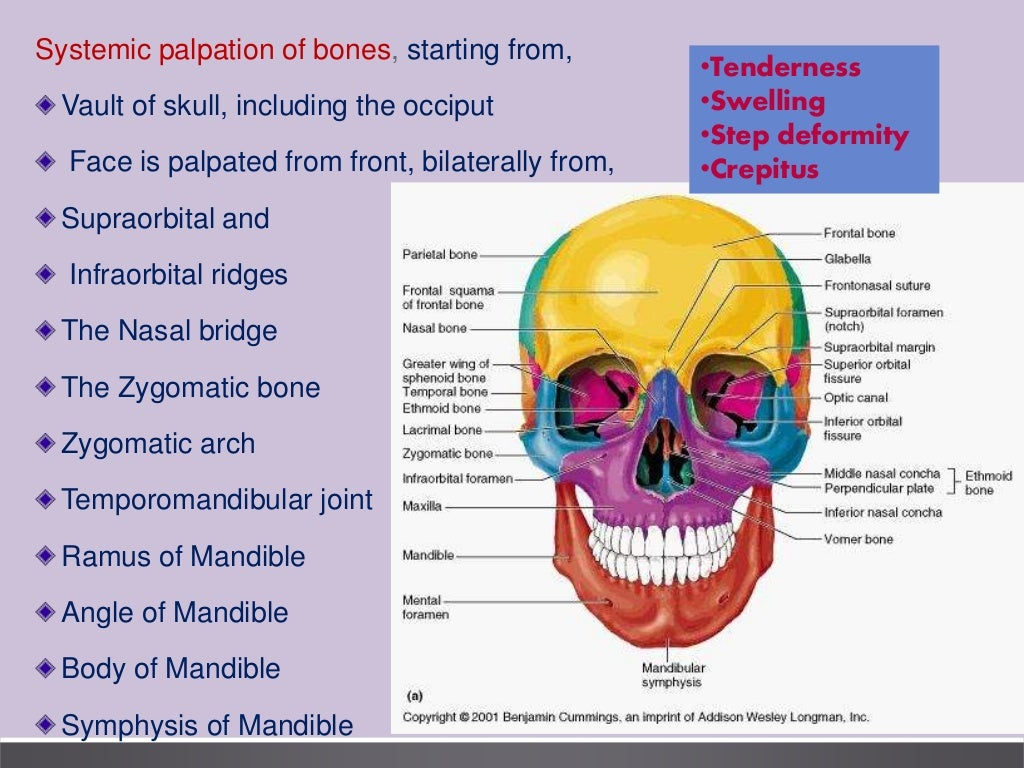 Systemic palpation of bones, starting from,
Vault of skull, including the occiput
Face is palpated from front, bilaterally from,
Supraorbital and
Infraorbital ridges
The Nasal bridge
The Zygomatic bone
Zygomatic arch
Temporomandibular joint
Ramus of Mandible
Angle of Mandible
Body of Mandible
Symphysis of Mandible
•Tenderness
•Swelling
•Step deformity
•Crepitus
Parietal bone
Frontal squama
of frontal bone
Nasal bone
Greater wing of
sphenoid bone
Temporal bone
Ethmoid bone
Lacrimal bone
Zygomatic bone
Infraorbital foramen
Maxilla
Mandible
Mental
foramen
Frontal bone
Glabella
Frontonasal suture
Supraorbital foramen
(notch)
Supraorbital margin
Superior orbital
fissure
Optic canal
Inferior orbital
fissure
Middle nasal concha
Perpendicular plate
Ethmoid
bone
Inferior nasal concha
Vomer bone
Mandibular
symphysis
(a)
Copyright © 2001 Benjamin Cummings, an imprint of Addison Wesley Longman, Inc.